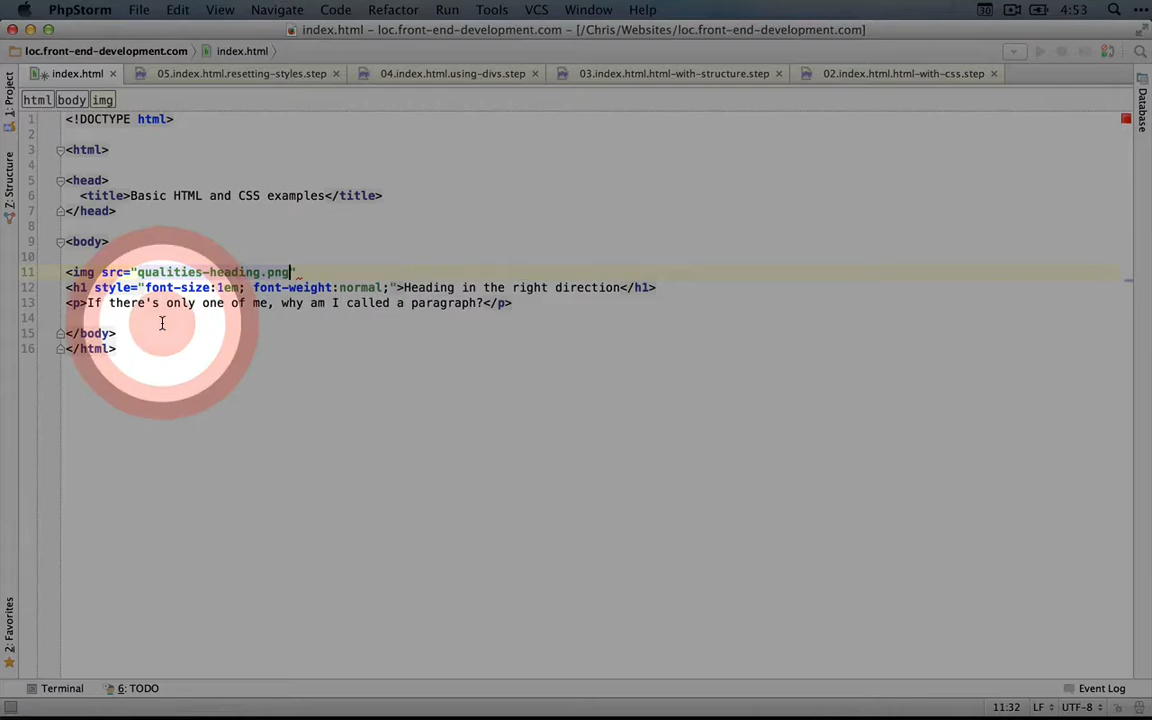 PhpStorm File Edit View Navigate Code Refactor Run Tools VCS Window Help 30 4:53
index.html – loc.front-end-development.com – [/Chris/Websites/loc.front-end-development.com]
loc.front-end-development.com index.html
index.html 05.index.html.resetting-styles.step 04.index.html.using-divs.step 03.index.html.html-with-structure.step 02.index.html.html-with-css.step
html body img
1: Project
Z: Structure
2: Favorites
Database
1 <!DOCTYPE html>
2
3 <html>
4
5 <head>
6 <title>Basic HTML and CSS examples</title>
7 </head>
8
9 <body>
10
11 <img src="qualities-heading.png"
12 <h1 style="font-size:1em; font-weight:normal;">Heading in the right direction</h1>
13 <p>If there's only one of me, why am I called a paragraph?</p>
14
15 </body>
16 </html>
Terminal 6: TODO Event Log
11:32 LF UTF-8